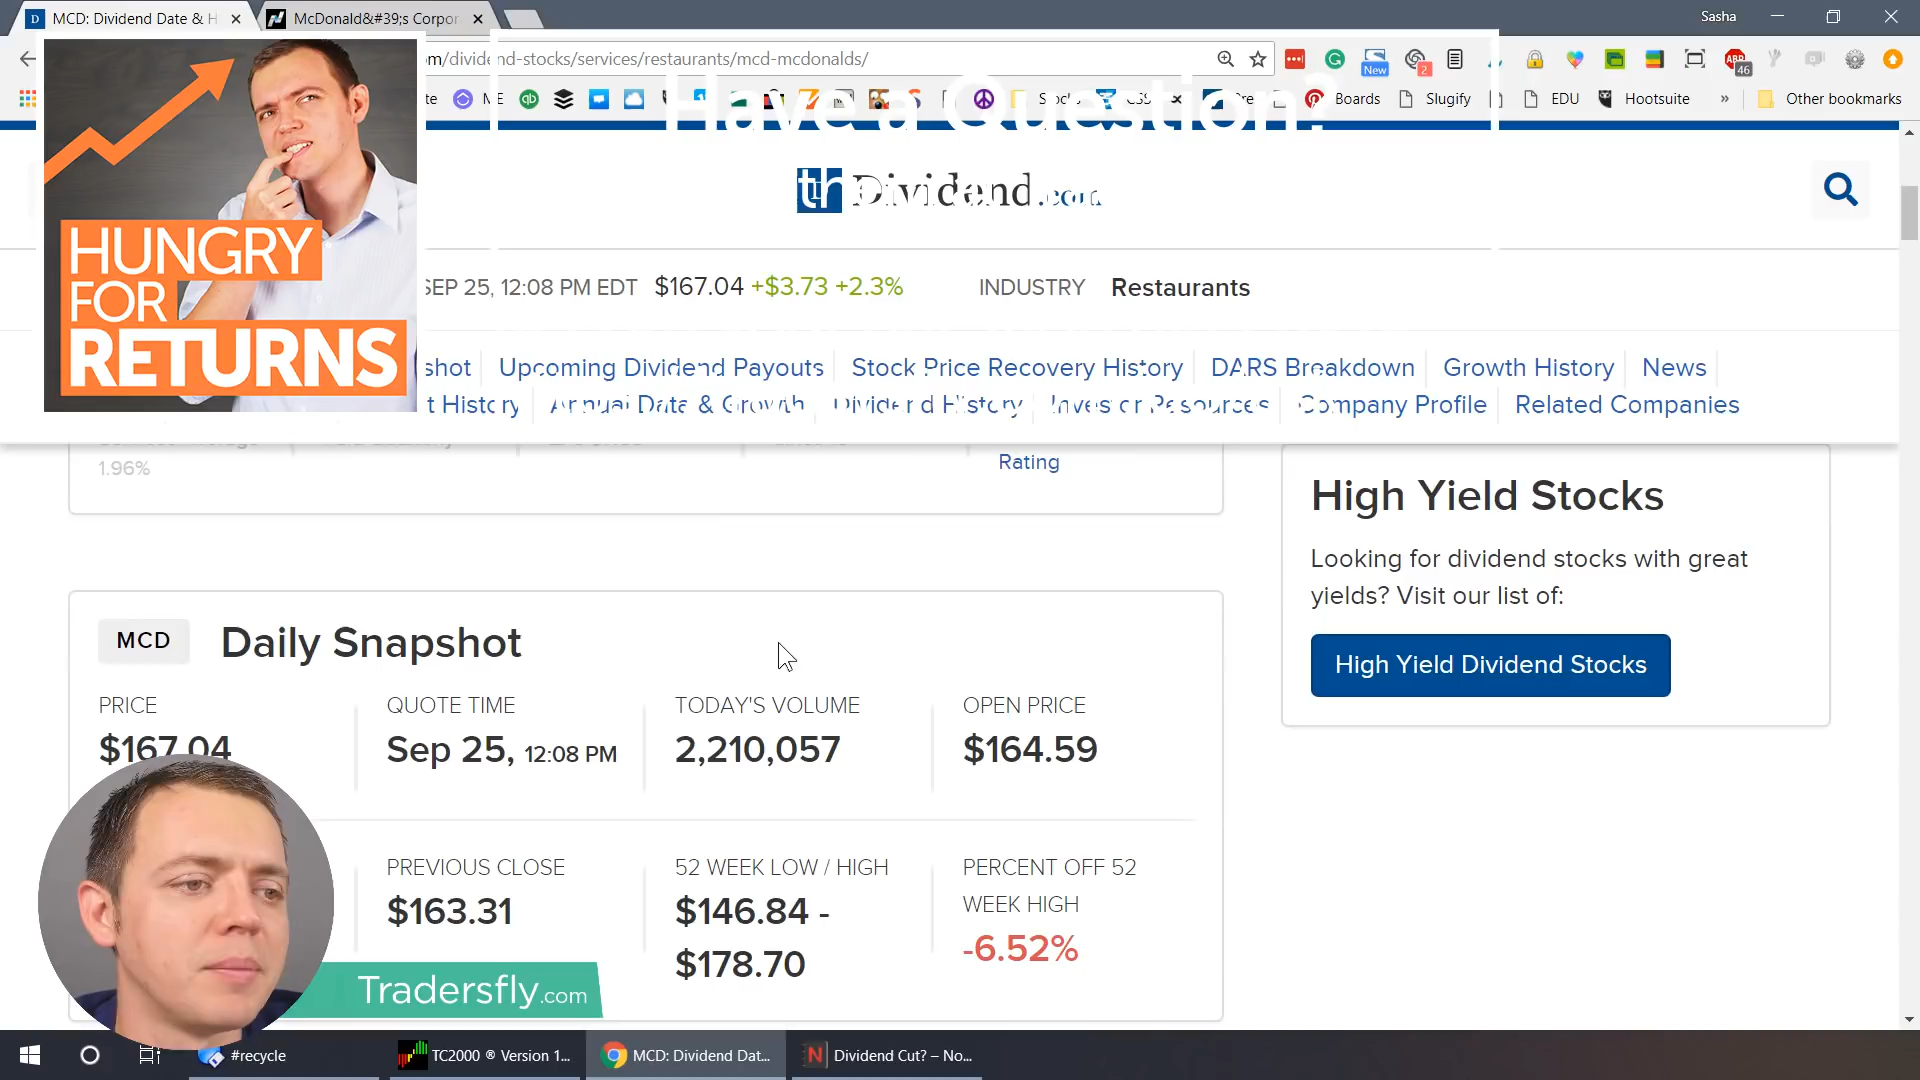 MCD: Dividend Date & H
McDonald&#39;s Corpor
Sasha
m/dividend-stocks/services/restaurants/mcd-mcdonalds/
New
2
ABP
46
Have a Question?
Boards
Slugify
EDU
Hootsuite
»
Other bookmarks
Dividend.com
HUNGRY
FOR
RETURNS
SEP 25, 12:08 PM EDT
$167.04 +$3.73 +2.3%
INDUSTRY
Restaurants
shot
Upcoming Dividend Payouts
Stock Price Recovery History
DARS Breakdown
Growth History
News
t History
Annual Data & Growth
Dividend History
Investor Resources
Company Profile
Related Companies
1.96%
Rating
High Yield Stocks
Looking for dividend stocks with great
yields? Visit our list of:
High Yield Dividend Stocks
MCD
Daily Snapshot
PRICE
QUOTE TIME
TODAY'S VOLUME
OPEN PRICE
$167.04
Sep 25, 12:08 PM
2,210,057
$164.59
PREVIOUS CLOSE
52 WEEK LOW / HIGH
PERCENT OFF 52
WEEK HIGH
$163.31
$146.84 -
$178.70
-6.52%
Tradersfly.com
#recycle
TC2000 ® Version 1...
MCD: Dividend Dat...
Dividend Cut? – No...